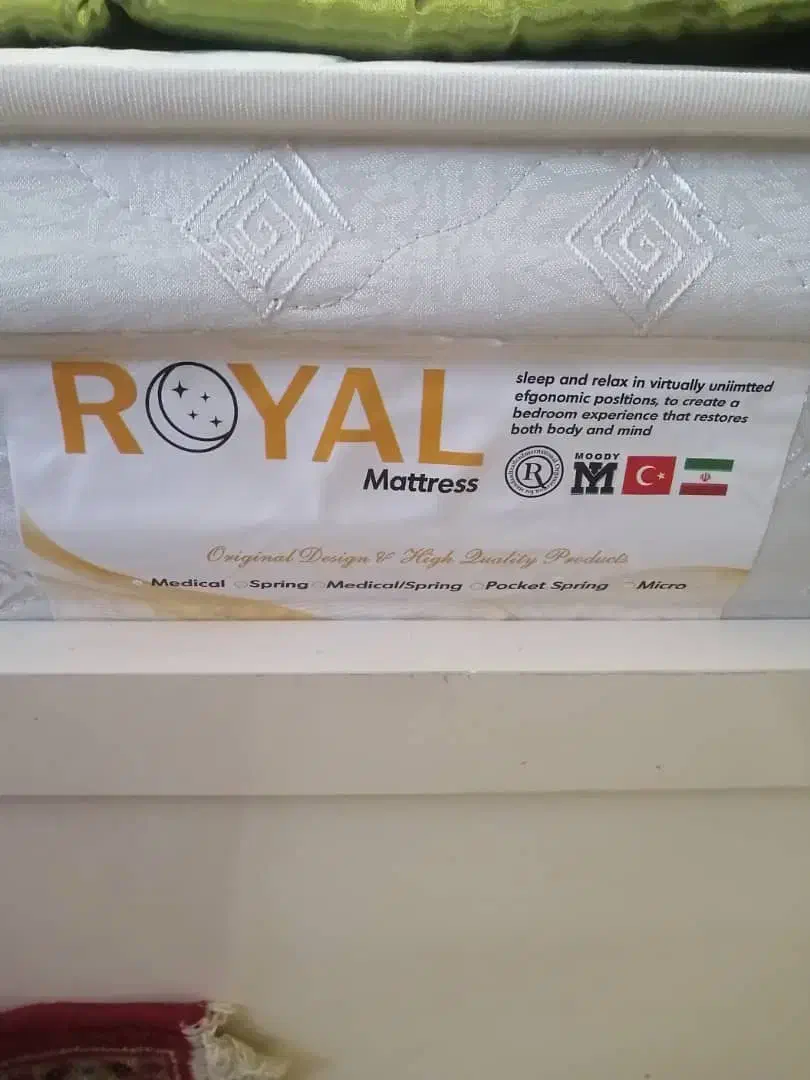 ROYAL
Mattress
sleep and relax in virtually uniimtted
efgonomic posltions, to create a
bedroom experience that restores
both body and mind
R
MOODY
M
Original Design & High Quality Products
Medical Spring Medical/Spring Pocket Spring Micro